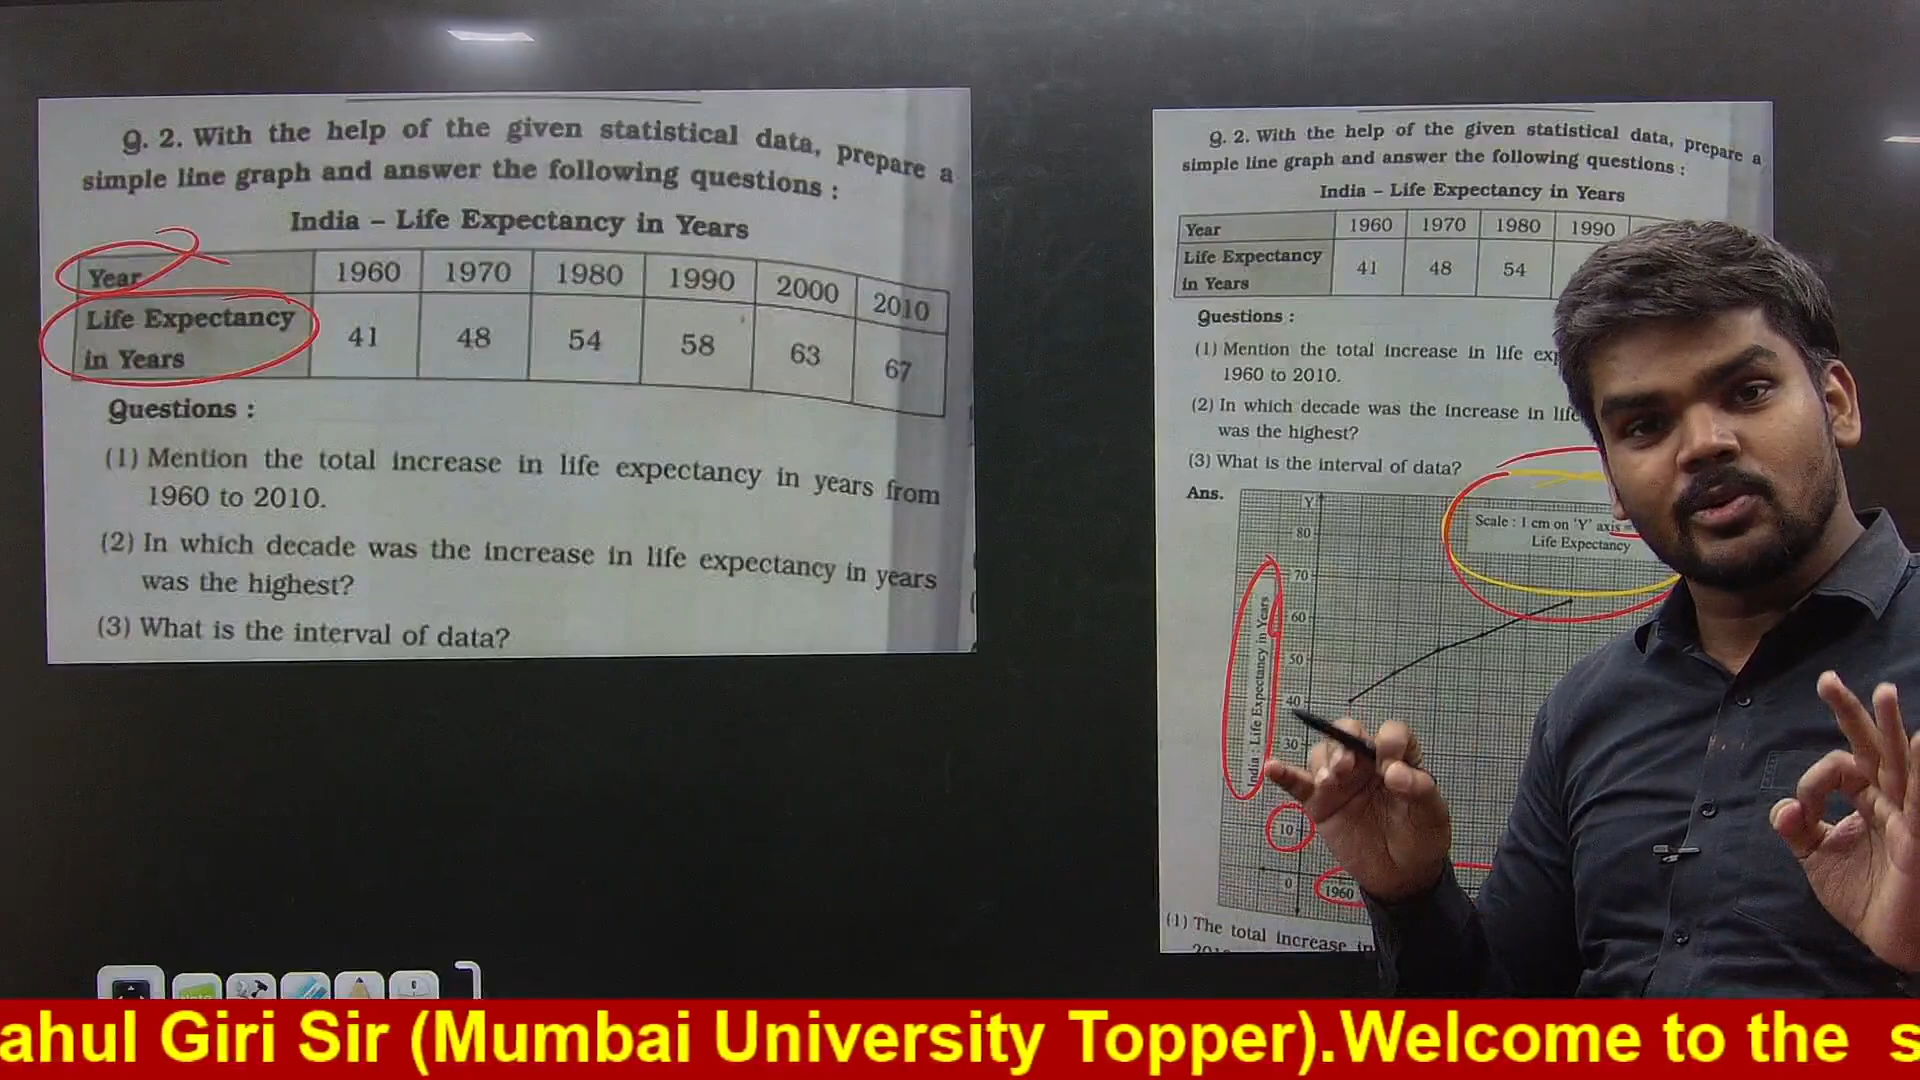 Q. 2. With the help of the given statistical data, prepare a
simple line graph and answer the following questions :
India – Life Expectancy in Years
Year 1960 1970 1980 1990 2000 2010
Life Expectancy
in Years 41 48 54 58 63 67
Questions :
(1) Mention the total increase in life expectancy in years from
1960 to 2010.
(2) In which decade was the increase in life expectancy in years
was the highest?
(3) What is the interval of data?
Q. 2. With the help of the given statistical data, prepare a
simple line graph and answer the following questions :
India – Life Expectancy in Years
Year 1960 1970 1980 1990
Life Expectancy
in Years 41 48 54
Questions :
(1) Mention the total increase in life
1960 to 2010.
(2) In which decade was the increase in
was the highest?
(3) What is the interval of data?
Ans.
Y
Scale : 1 cm on 'Y' axis
Life Expectancy
80
70
60
50
40
30
10
0
India : Life Expectancy in Years
1960
(1) The total increase in
ahul Giri Sir (Mumbai University Topper).Welcome to the s